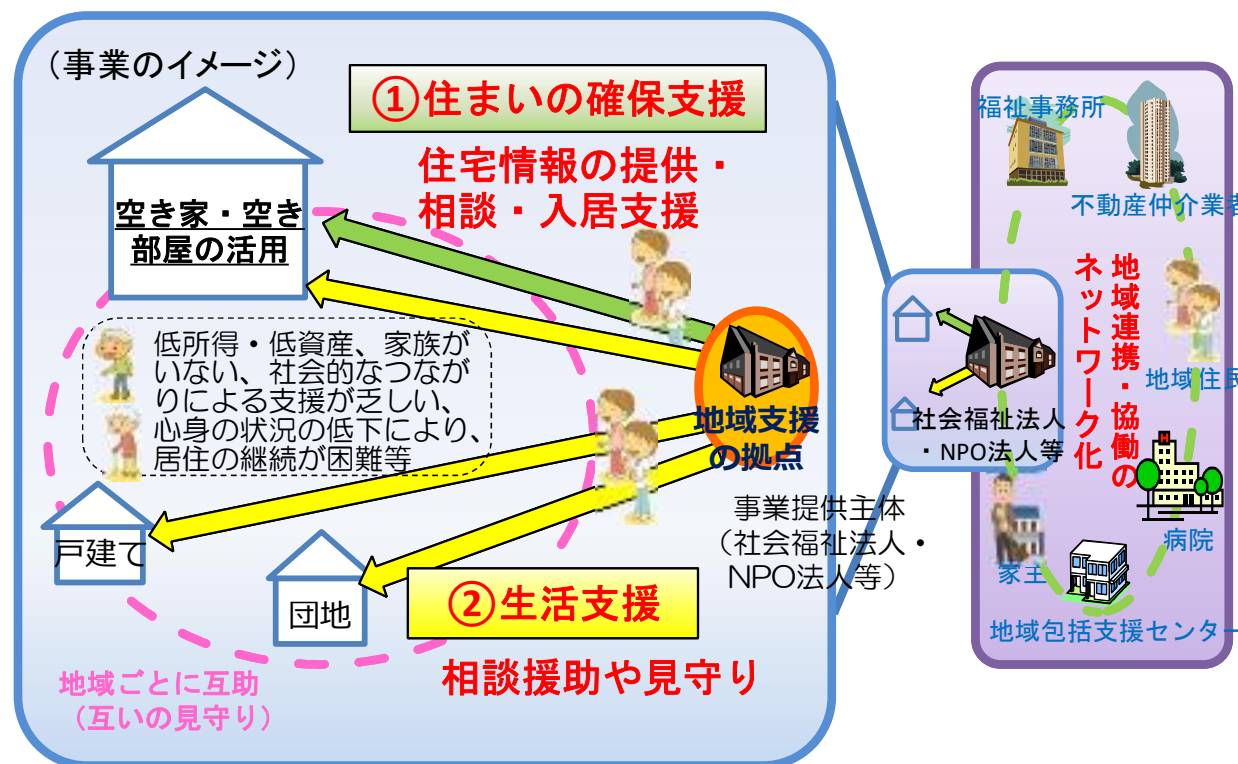 （事業のイメージ）
①住まいの確保支援
住宅情報の提供・
相談・入居支援
空き家・空き
部屋の活用
低所得・低資産、家族が
いない、社会的なつなが
りによる支援が乏しい、
心身の状況の低下により、
居住の継続が困難等
地域支援
の拠点
事業提供主体
（社会福祉法人・
NPO法人等）
戸建て
団地
②生活支援
相談援助や見守り
地域ごとに互助
（互いの見守り）
福祉事務所
不動産仲介業者
地域連携・協働の
ネットワーク化
地域住民
社会福祉法人
・NPO法人等
病院
家主
地域包括支援センター